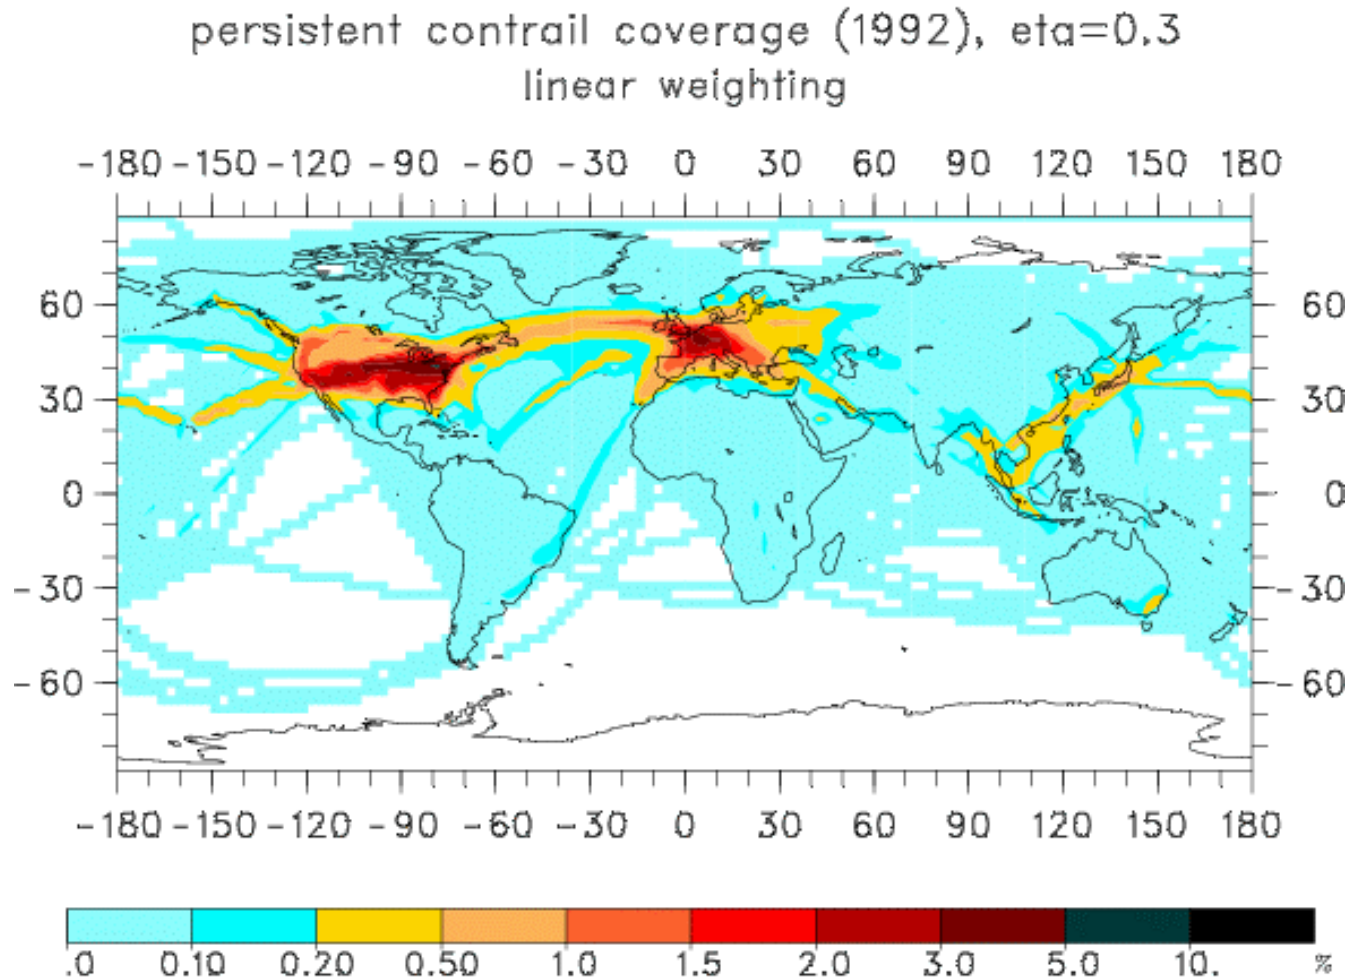 persistent contrail coverage (1992), eta=0.3
linear weighting
-180 -150 -120 -90 -60 -30 0 30 60 90 120 150 180
60 60
30 30
0 0
-30 -30
-60 -60
-180 -150 -120 -90 -60 -30 0 30 60 90 120 150 180
.0 0.10 0.20 0.50 1.0 1.5 2.0 3.0 5.0 10. %